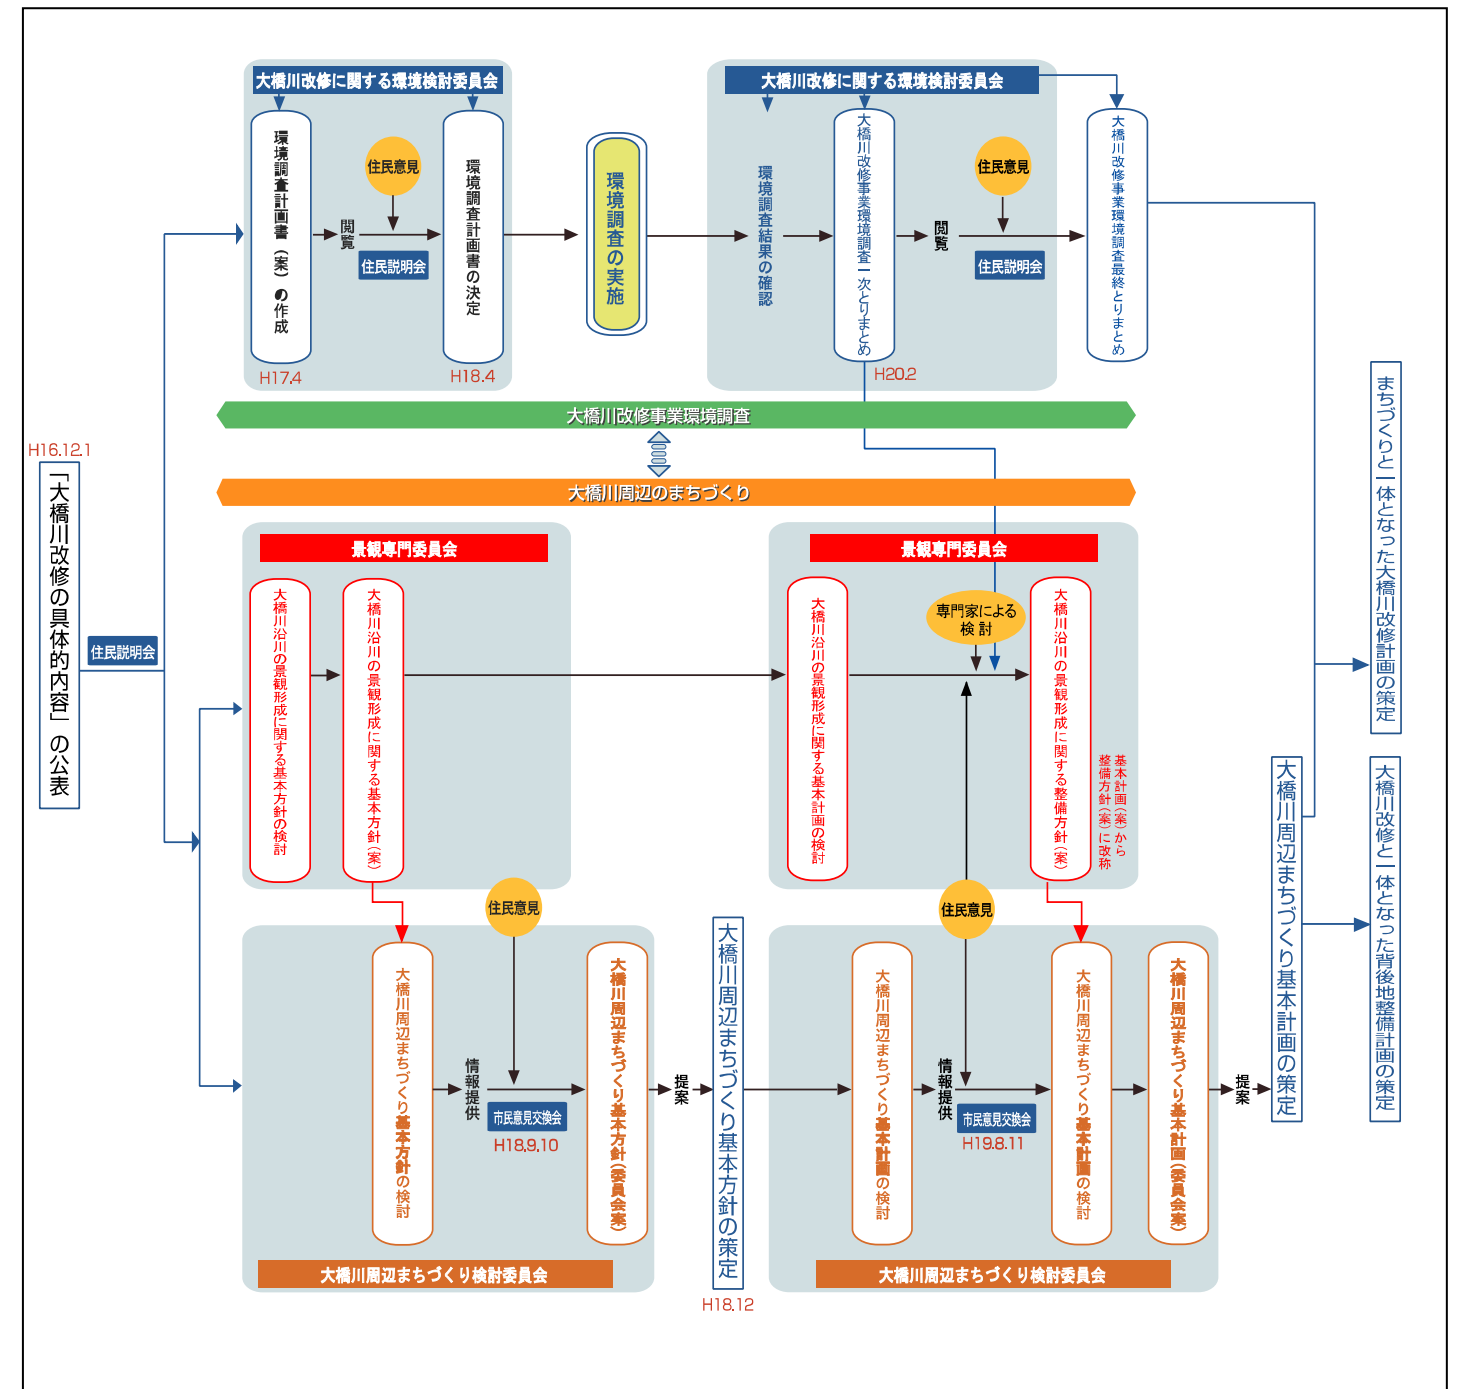 H16.12.1
「大橋川改修の具体的内容」の公表
住民説明会
大橋川改修に関する環境検討委員会
環境調査計画書（案）の作成
H17.4
閲覧
住民意見
住民説明会
環境調査計画書の決定
H18.4
環境調査の実施
大橋川改修に関する環境検討委員会
環境調査結果の確認
大橋川改修事業環境調査一次とりまとめ
H20.2
閲覧
住民意見
住民説明会
大橋川改修事業環境調査最終とりまとめ
大橋川改修事業環境調査
大橋川周辺のまちづくり
景観専門委員会
大橋川沿川の景観形成に関する基本方針の検討
大橋川沿川の景観形成に関する基本方針（案）
景観専門委員会
大橋川沿川の景観形成に関する基本計画の検討
専門家による
検討
大橋川沿川の景観形成に関する整備方針（案）
基本計画（案）から
整備方針（案）に改称
大橋川周辺まちづくり基本方針の検討
情報提供
住民意見
市民意見交換会
H18.9.10
大橋川周辺まちづくり基本方針（委員会案）
大橋川周辺まちづくり検討委員会
提案
大橋川周辺まちづくり基本方針の策定
H18.12
大橋川周辺まちづくり基本計画の検討
情報提供
住民意見
市民意見交換会
H19.8.11
大橋川周辺まちづくり基本計画の検討
大橋川周辺まちづくり基本計画（委員会案）
大橋川周辺まちづくり検討委員会
提案
大橋川周辺まちづくり基本計画の策定
まちづくりと一体となった大橋川改修計画の策定
大橋川改修と一体となった背後地整備計画の策定